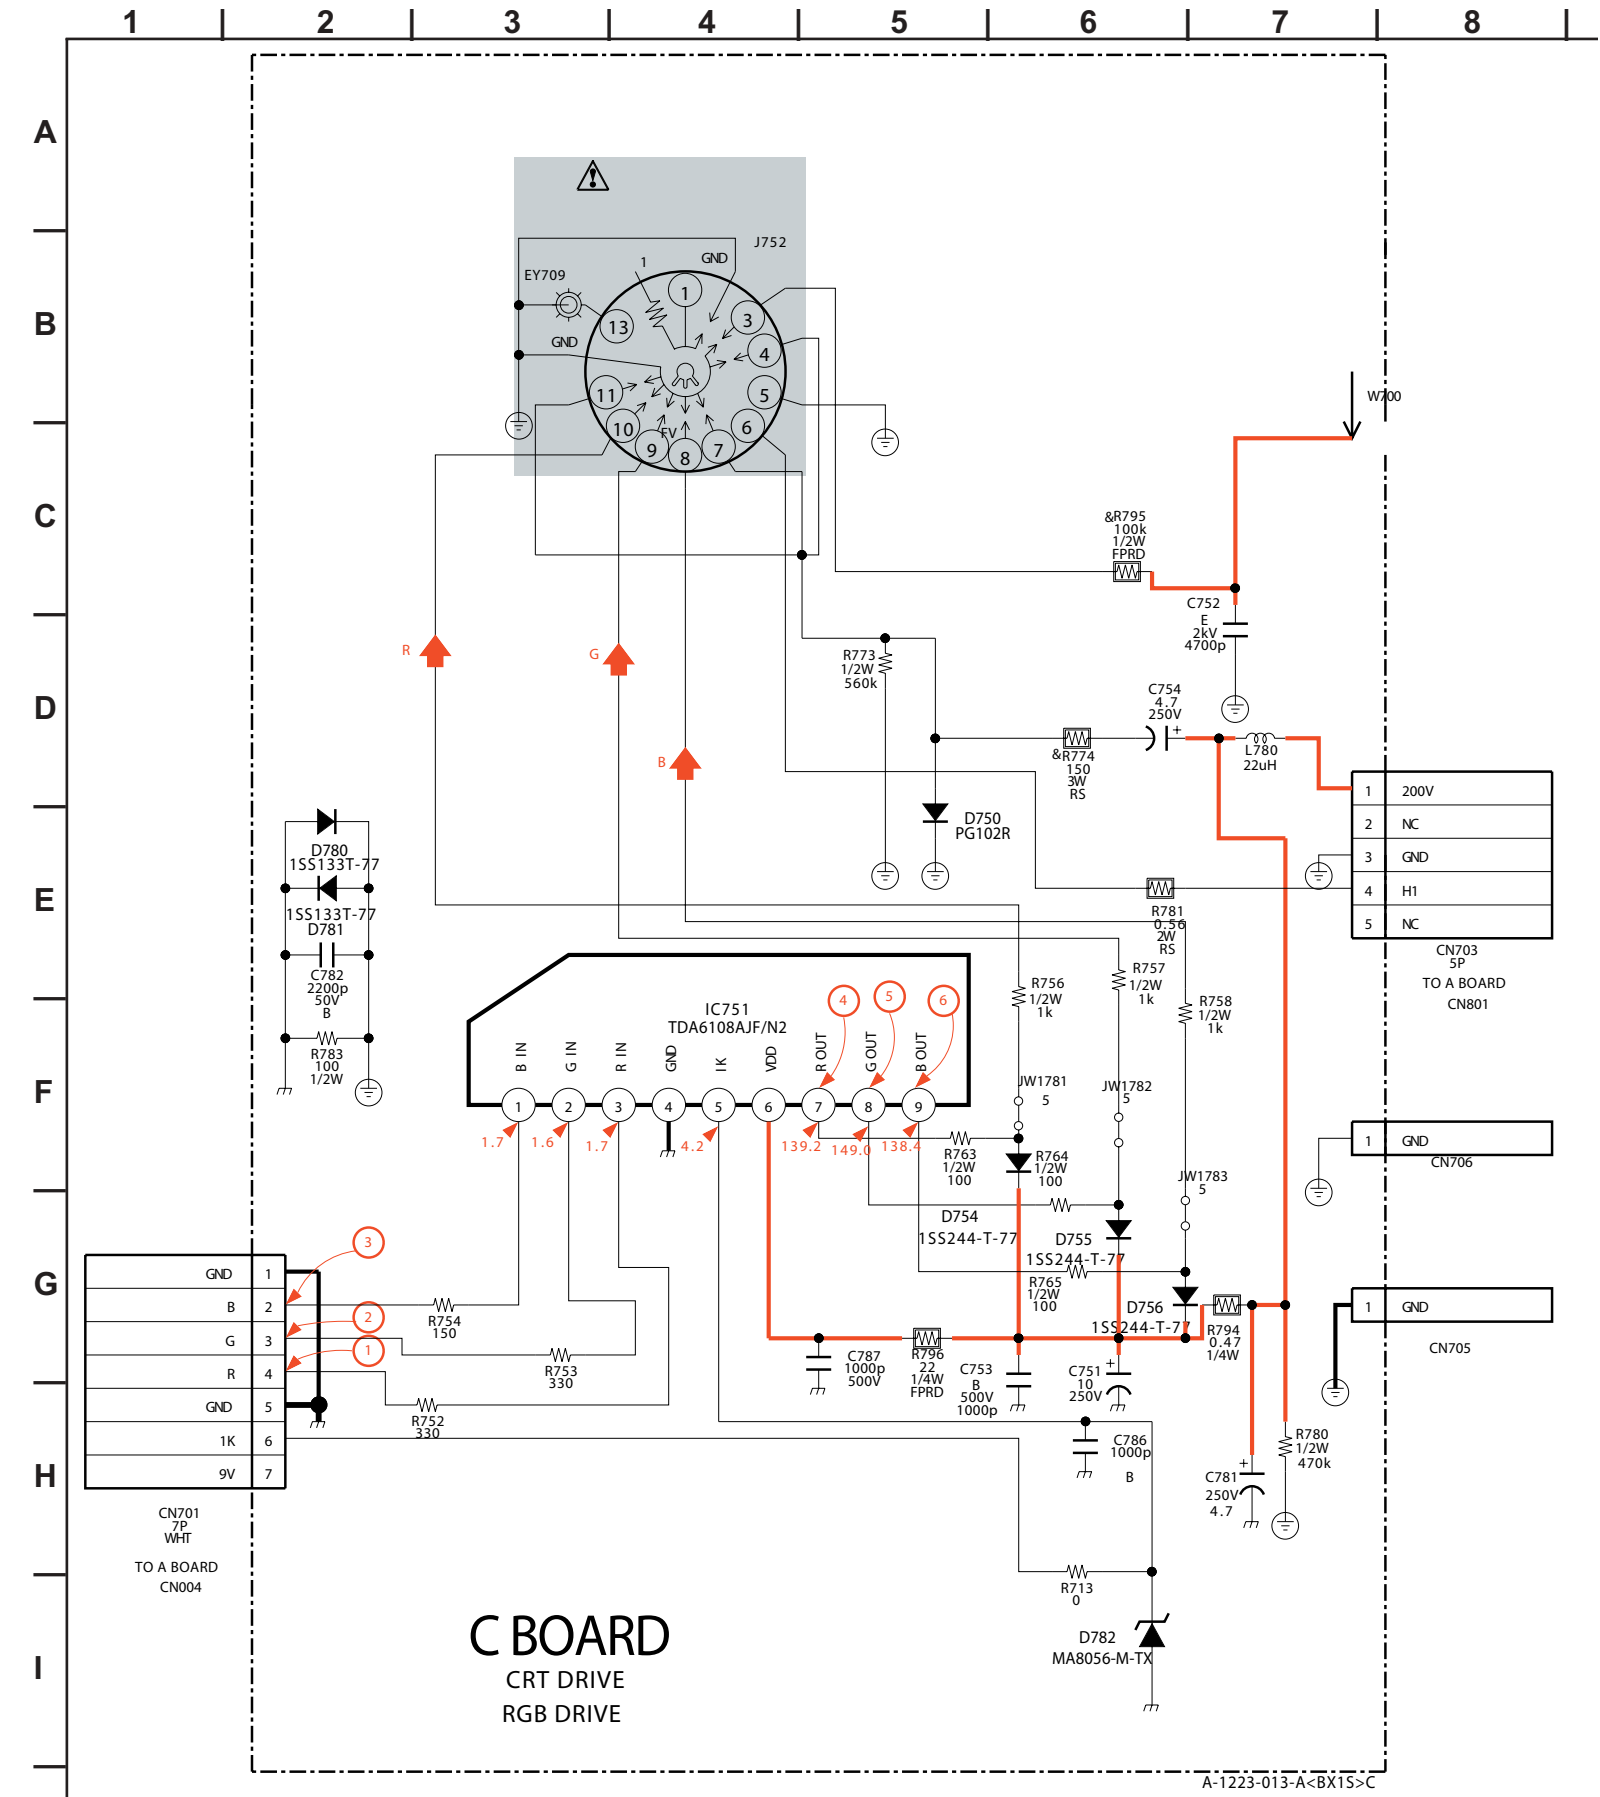 1 2 3 4 5 6 7 8
A
B
C
D
E
F
G
H
I
J752
EY709
1
GND
GND
1
3
4
5
6
7
8
9
10
11
13
FV
W700
&R795
100k
1/2W
FPRD
C752
E
2kV
4700p
R
G
B
R773
1/2W
560k
C754
4.7
250V
+
&R774
150
3W
RS
L780
22uH
D750
PG102R
1 200V
2 NC
3 GND
4 H1
5 NC
CN703
5P
TO A BOARD
CN801
R781
0.56
2W
RS
D780
1SS133T-77
1SS133T-77
D781
C782
2200p
50V
B
R783
100
1/2W
IC751
TDA6108AJF/N2
4
5
6
B IN
G IN
R IN
GND
IK
VDD
R OUT
G OUT
B OUT
1 2 3 4 5 6 7 8 9
1.7
1.6
1.7
4.2
139.2
149.0
138.4
R756
1/2W
1k
R757
1/2W
1k
R758
1/2W
1k
JW1781
5
JW1782
5
JW1783
5
R763
1/2W
100
R764
1/2W
100
R765
1/2W
100
D754
1SS244-T-77
D755
1SS244-T-77
D756
1SS244-T-77
1 GND
CN706
1 GND
CN705
3
2
1
GND 1
B 2
G 3
R 4
GND 5
1K 6
9V 7
CN701
7P
WHT
TO A BOARD
CN004
R754
150
R753
330
R752
330
C787
1000p
500V
R796
22
1/4W
FPRD
C753
B
500V
1000p
C751
10
250V
+
R794
0.47
1/4W
C786
1000p
B
C781
250V
4.7
+
R780
1/2W
470k
R713
0
D782
MA8056-M-TX
C BOARD
CRT DRIVE
RGB DRIVE
A-1223-013-A<BX1S>C